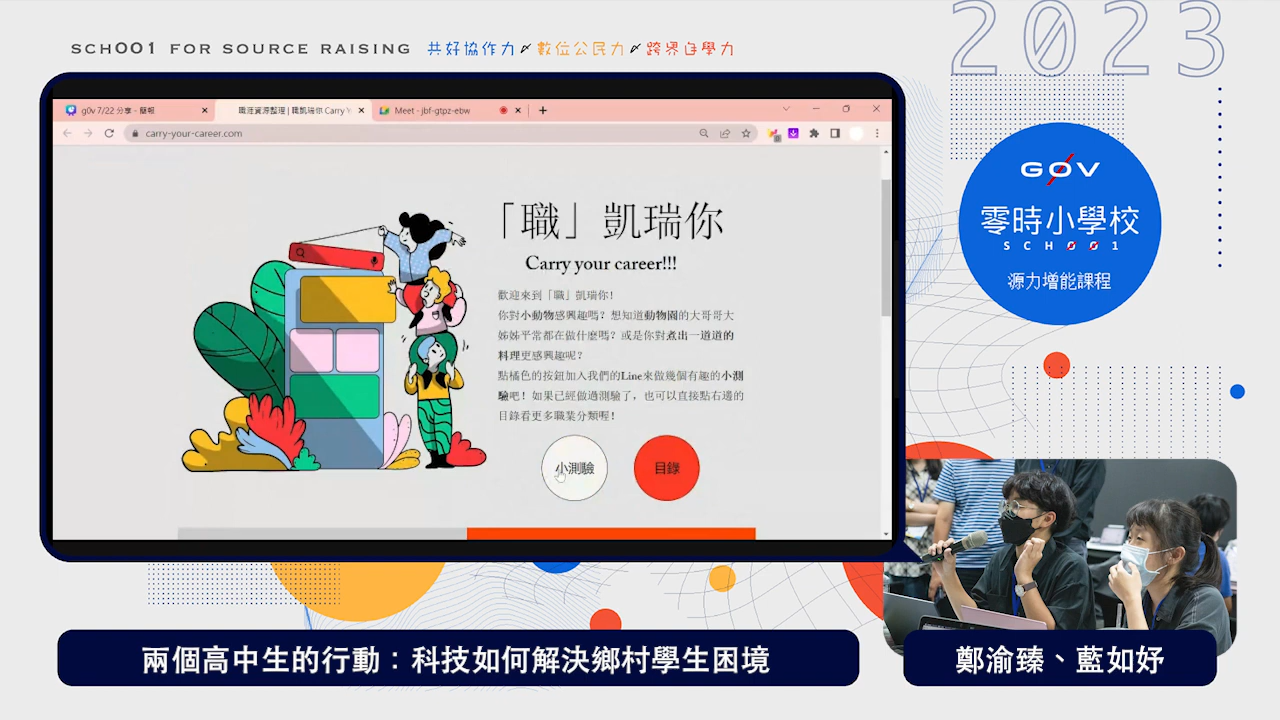 SCHOO1 FOR SOURCE RAISING 共好協作力 數位公民力 跨界自學力
2023
g0v 7/22 分享 - 簡報
職涯資源整理 | 職凱瑞你 Carry Y
Meet - jbf-gtpz-ebw
carry-your-career.com
「職」凱瑞你
Carry your career!!!
歡迎來到「職」凱瑞你！
你對小動物感興趣嗎？想知道動物園的大哥哥大
姊姊平常都在做什麼嗎？或是你對煮出一道道的
料理更感興趣呢？
點橘色的按鈕加入我們的Line來做幾個有趣的小測
驗吧！如果已經做過測驗了，也可以直接點右邊的
目錄看更多職業分類喔！
小測驗
目錄
G0V
零時小學校
SCH001
源力增能課程
兩個高中生的行動：科技如何解決鄉村學生困境
鄭渝臻、藍如妤